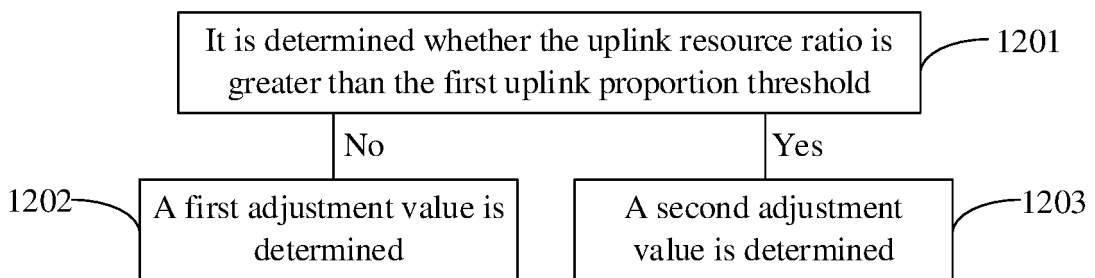 It is determined whether the uplink resource ratio is
greater than the first uplink proportion threshold
1201
No
Yes
1202
A first adjustment value is
determined
A second adjustment
value is determined
1203